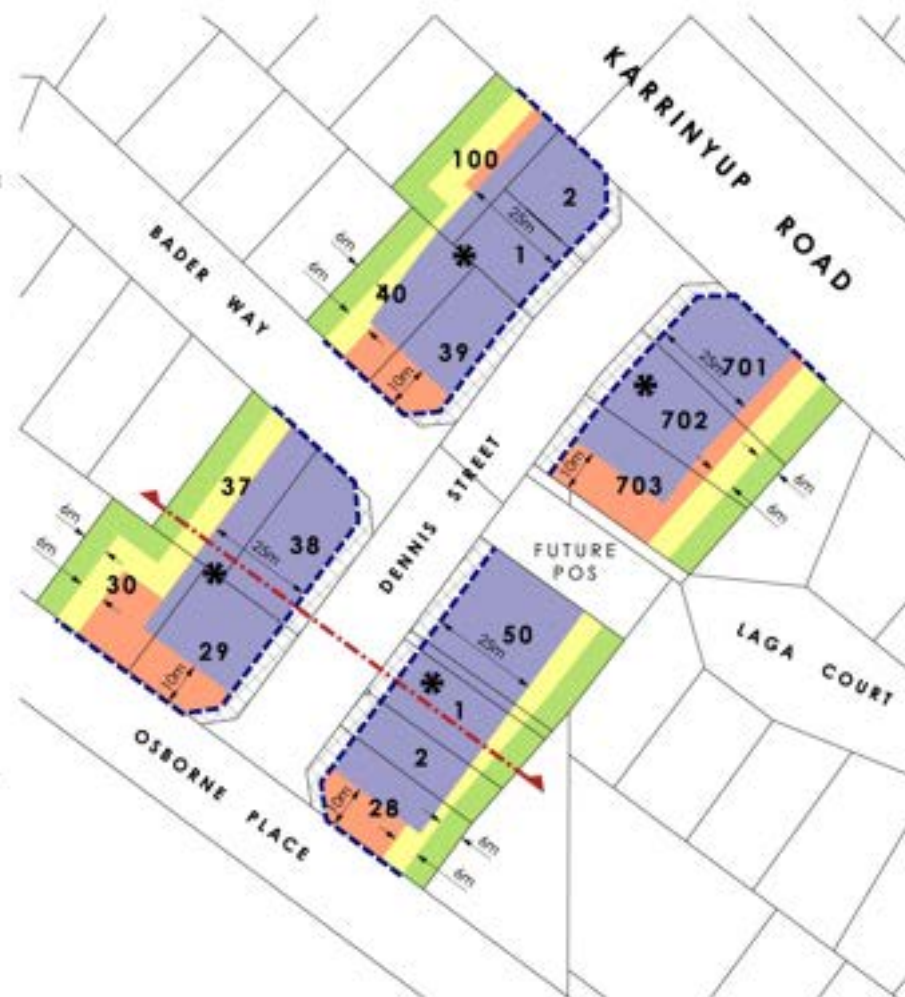 KARRINYUP ROAD
100
2
25m
1
*
6m
6m
BADER WAY
40
39
10m
25m
701
*
702
10m
703
6m
6m
37
DENNIS STREET
38
25m
6m
6m
*
30
29
10m
FUTURE
POS
50
25m
LAGA COURT
*
1
2
OSBORNE PLACE
10m
28
6m
6m